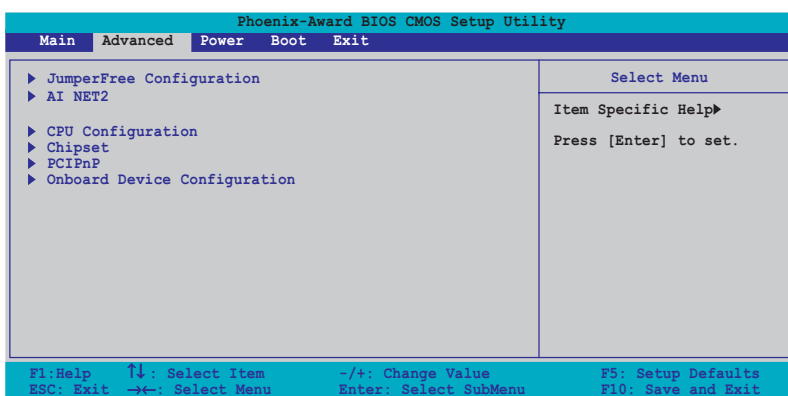 Phoenix-Award BIOS CMOS Setup Utility
Main Advanced Power Boot Exit
JumperFree Configuration
AI NET2
CPU Configuration
Chipset
PCIPnP
Onboard Device Configuration
Select Menu
Item Specific Help
Press [Enter] to set.
F1:Help ↑↓: Select Item -/+: Change Value F5: Setup Defaults
ESC: Exit →←: Select Menu Enter: Select SubMenu F10: Save and Exit